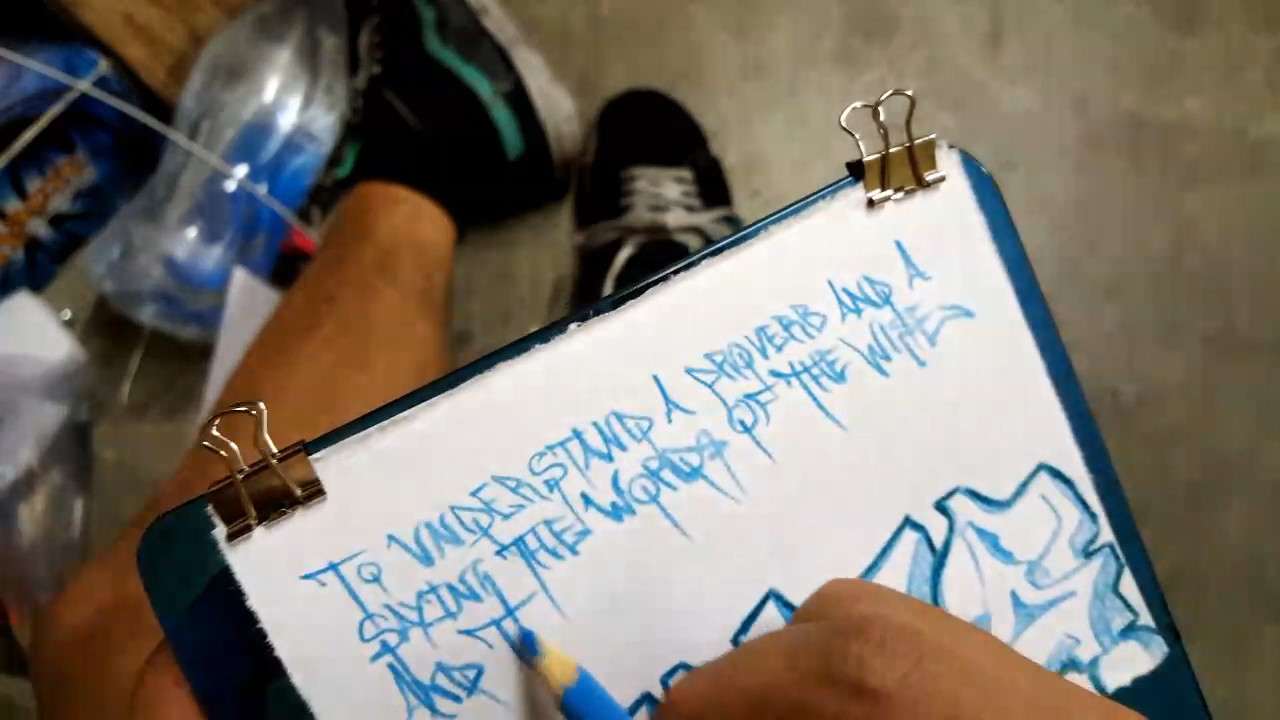 TO UNDERSTAND A PROVERB AND A
SAYING THE WORDS OF THE WISE
AND T